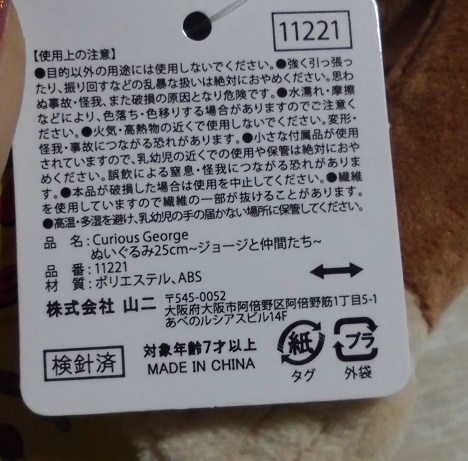 11221
【使用上の注意】
●目的以外の用途には使用しないでください。●強く引っ張っ
たり、振り回すなどの乱暴な扱いは絶対におやめください。思わ
ぬ事故・怪我、また破損の原因となり危険です。●水濡れ・摩擦
などにより、色落ち・色移りする場合がありますのでご注意くだ
さい。●火気・高熱物の近くで使用しないでください。変形・
怪我・事故につながる恐れがあります。●小さな付属品が使用
されていますので、乳幼児の近くでの使用や保管は絶対におや
めください。誤飲による窒息・怪我につながる恐れがあります。
●本品が破損した場合は使用を中止してください。●繊維
を使用していますので繊維の一部が抜けることがあります。
●高温・多湿を避け、乳幼児の手の届かない場所に保管してください。
品 名：Curious George
ぬいぐるみ25cm~ジョージと仲間たち~
品 番：11221
材 質：ポリエステル、ABS
株式会社 山二 〒545-0052
大阪府大阪市阿倍野区阿倍野筋1丁目5-1
あべのルシアスビル14F
検針済
対象年齢7才以上
MADE IN CHINA
紙
タグ
プラ
外袋